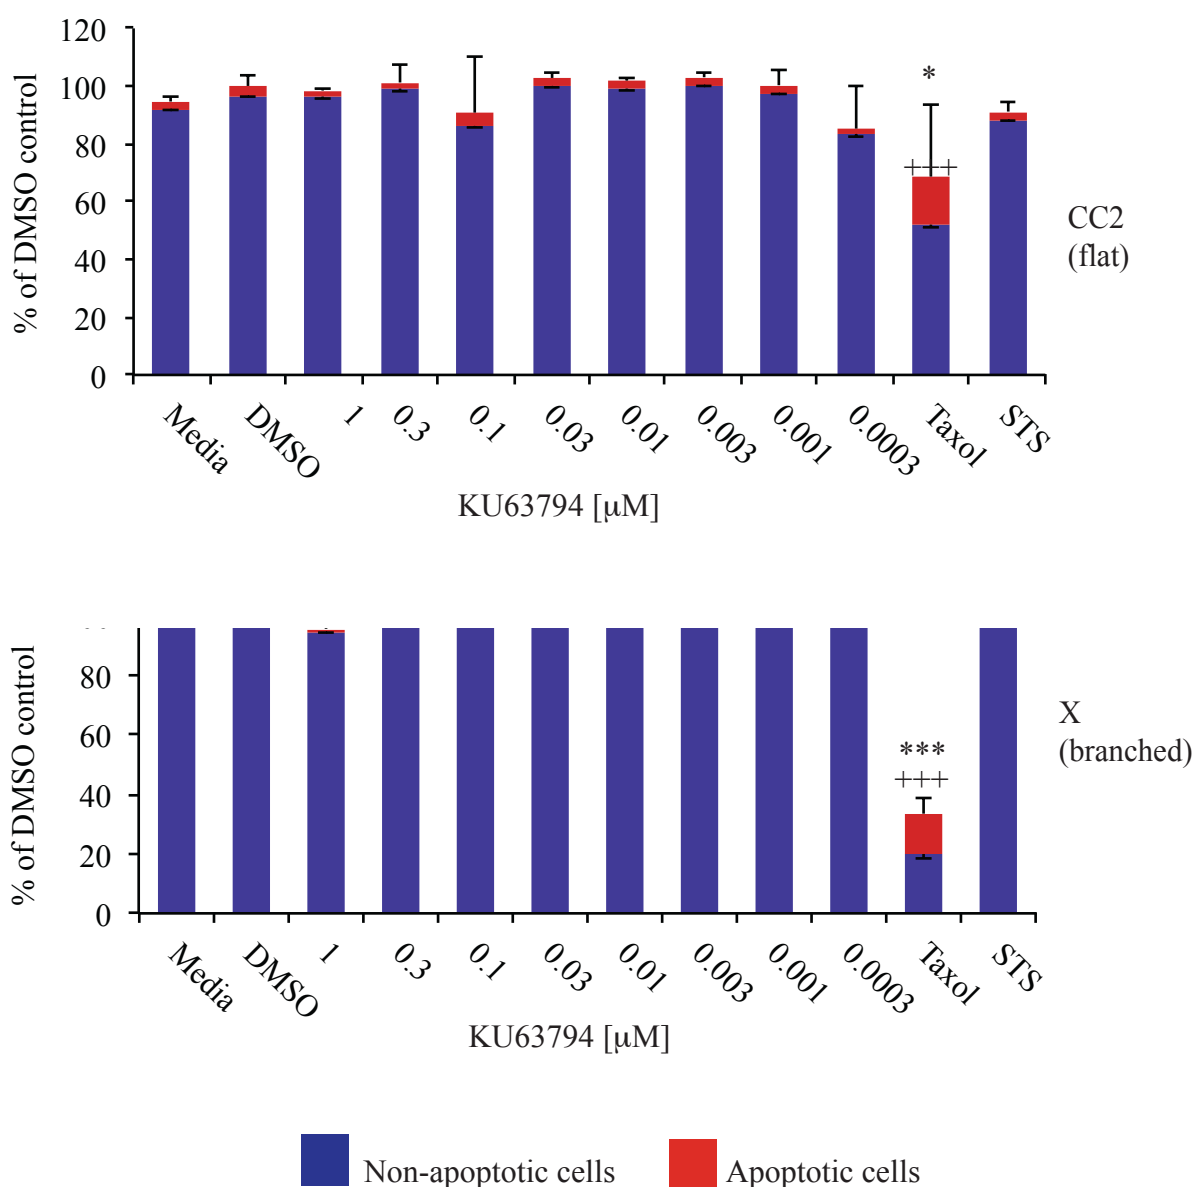 120
100
80
60
40
20
0
% of DMSO control
*
+++
CC2
(flat)
Media DMSO 1 0.3 0.1 0.03 0.01 0.003 0.001 0.0003 Taxol STS
KU63794 [μM]
80
60
40
20
0
% of DMSO control
***
+++
X
(branched)
Media DMSO 1 0.3 0.1 0.03 0.01 0.003 0.001 0.0003 Taxol STS
KU63794 [μM]
Non-apoptotic cells Apoptotic cells